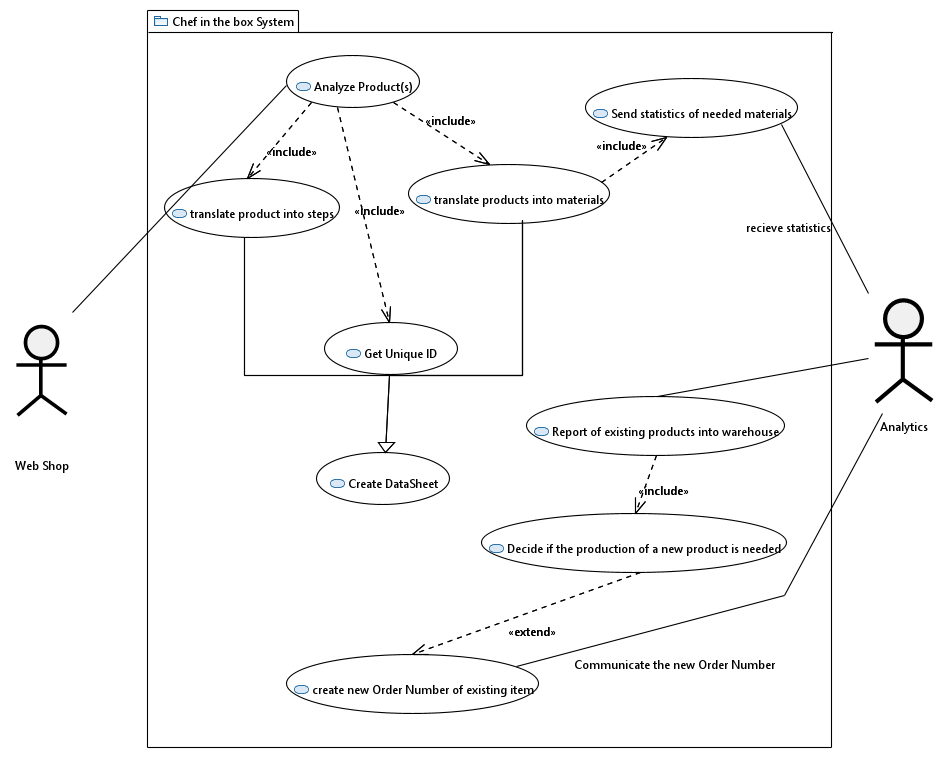 Chef in the box System
Analyze Product(s)
Send statistics of needed materials
«include»
«include»
«include»
translate products into materials
translate product into steps
«include»
recieve statistics
Get Unique ID
Web Shop
Analytics
Report of existing products into warehouse
Create DataSheet
«include»
Decide if the production of a new product is needed
«extend»
Communicate the new Order Number
create new Order Number of existing item